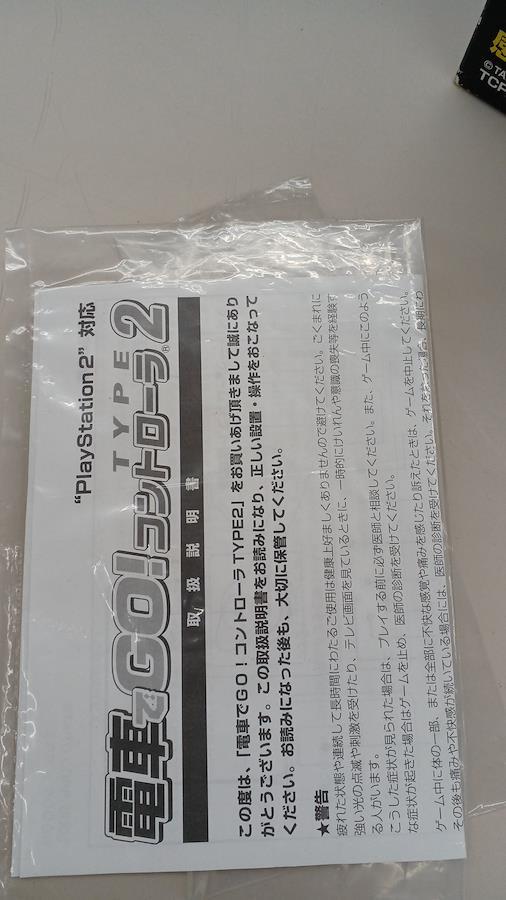 "PlayStation 2" 対応
電車でGO!コントローラ TYPE 2
取扱説明書
この度は、「電車でGO!コントローラTYPE2」をお買いあげ頂きまして誠にあり
がとうございます。この取扱説明書をお読みになり、正しい設置・操作をおこなって
ください。お読みになった後も、大切に保管してください。
★警告
疲れた状態や連続して長時間にわたるご使用は健康上好ましくありませんので避けてください。ごくまれに
強い光の点滅や刺激を受けたり、テレビ画面を見ているときに、一時的にけいれんや意識の喪失等を経験す
る人がいます。
こうした症状が見られた場合は、プレイする前に必ず医師と相談してください。また、ゲーム中にこのよう
な症状が起きた場合はゲームを止め、医師の診断を受けてください。
ゲーム中に体の一部、または全部に不快な感覚や痛みを感じたり訴えたときは、ゲームを中止してください。
その後も痛みや不快感が続いている場合には、医師の診断を受けてください。それを
©TA
TCP